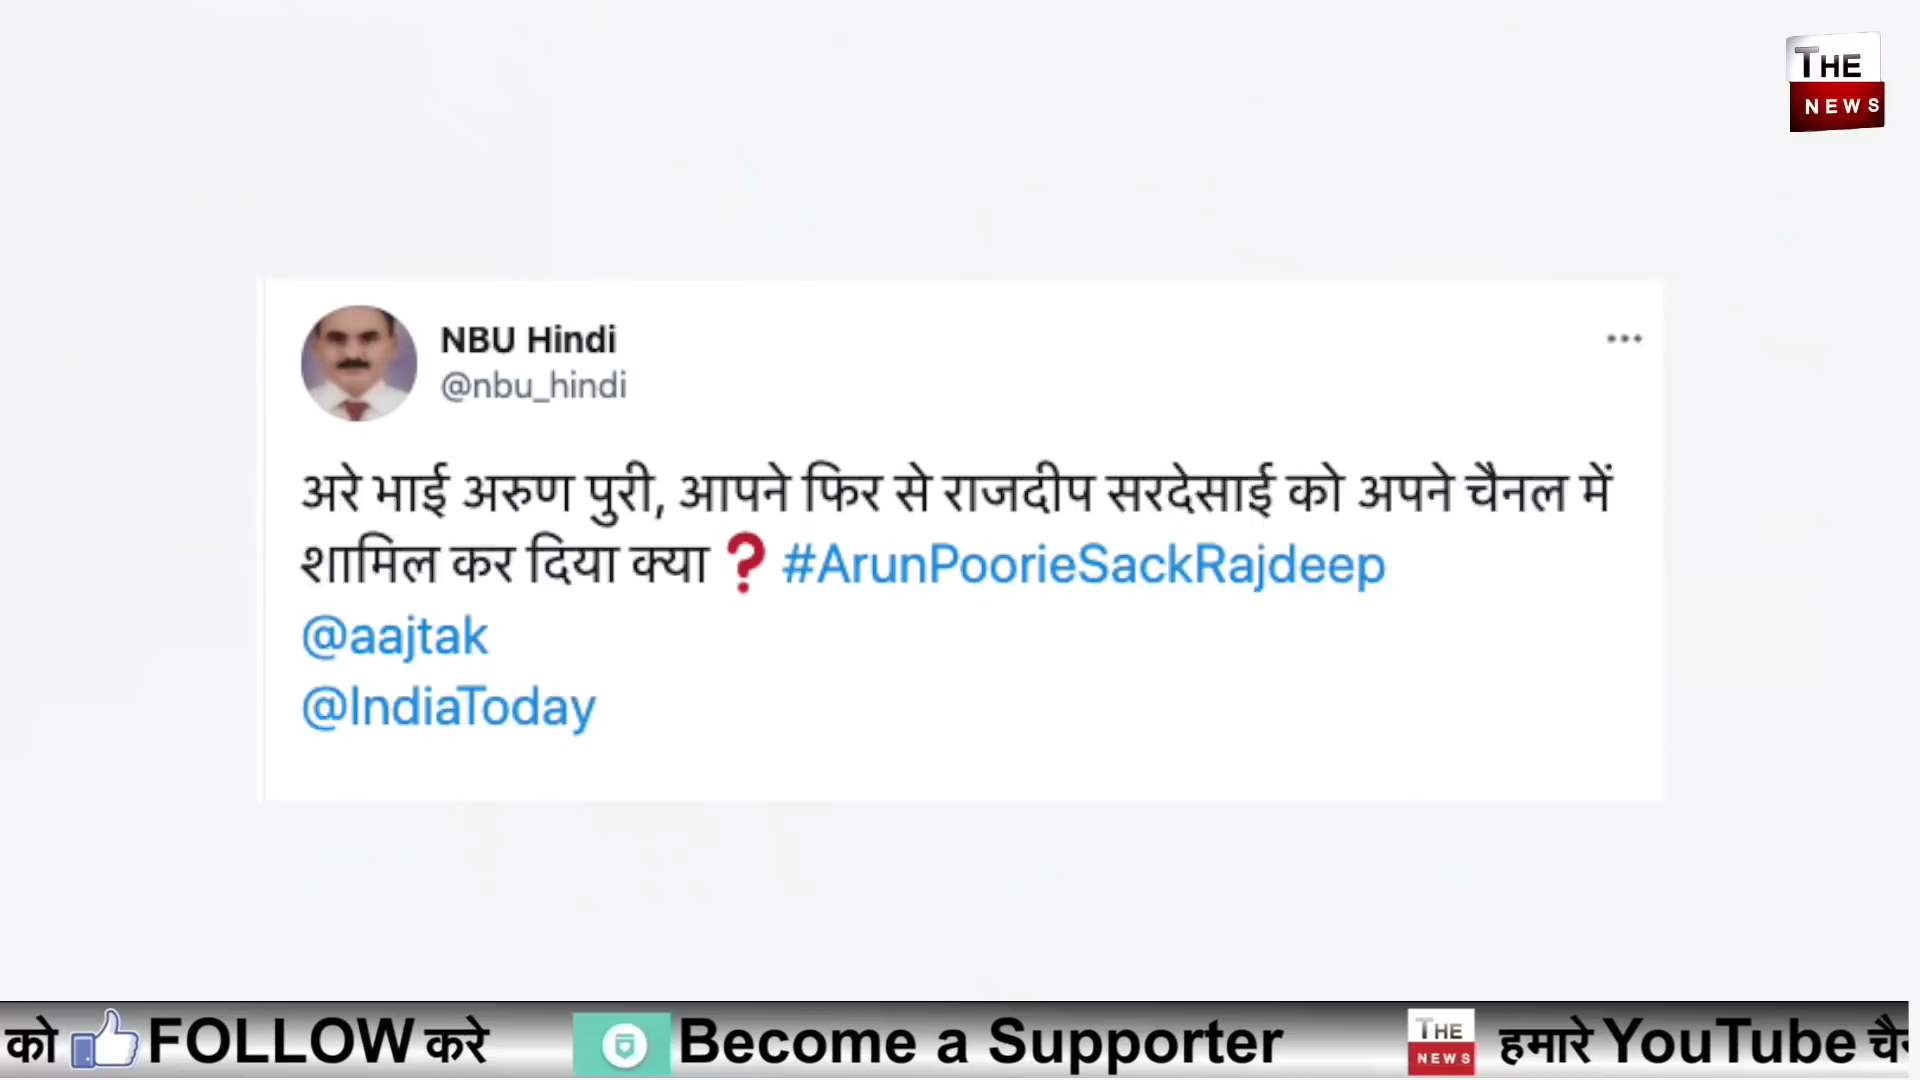 THE
NEWS
NBU Hindi
@nbu_hindi
अरे भाई अरुण पुरी, आपने फिर से राजदीप सरदेसाई को अपने चैनल में
शामिल कर दिया क्या ❓ #ArunPoorieSackRajdeep
@aajtak
@IndiaToday
को FOLLOW करे Become a Supporter THE NEWS हमारे YouTube